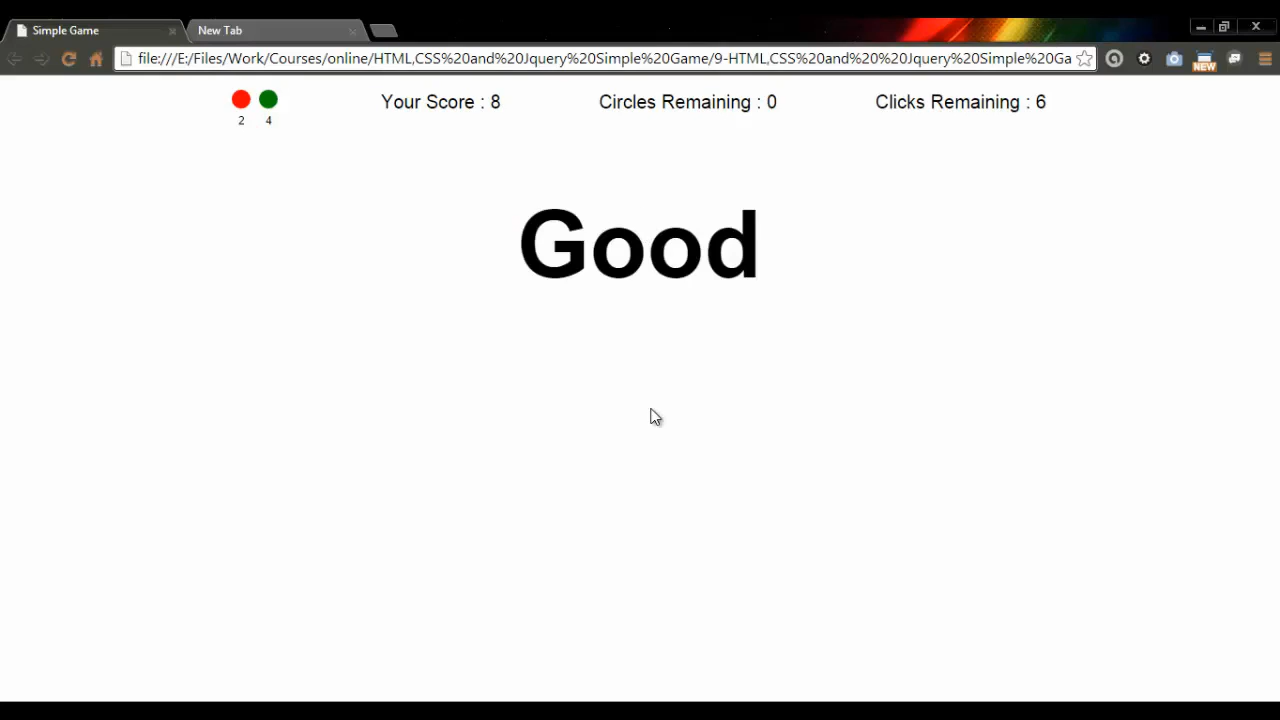 Simple Game
New Tab
file:///E:/Files/Work/Courses/online/HTML,CSS%20and%20Jquery%20Simple%20Game/9-HTML,CSS%20and%20%20Jquery%20Simple%20Ga
NEW
2
4
Your Score : 8
Circles Remaining : 0
Clicks Remaining : 6
Good